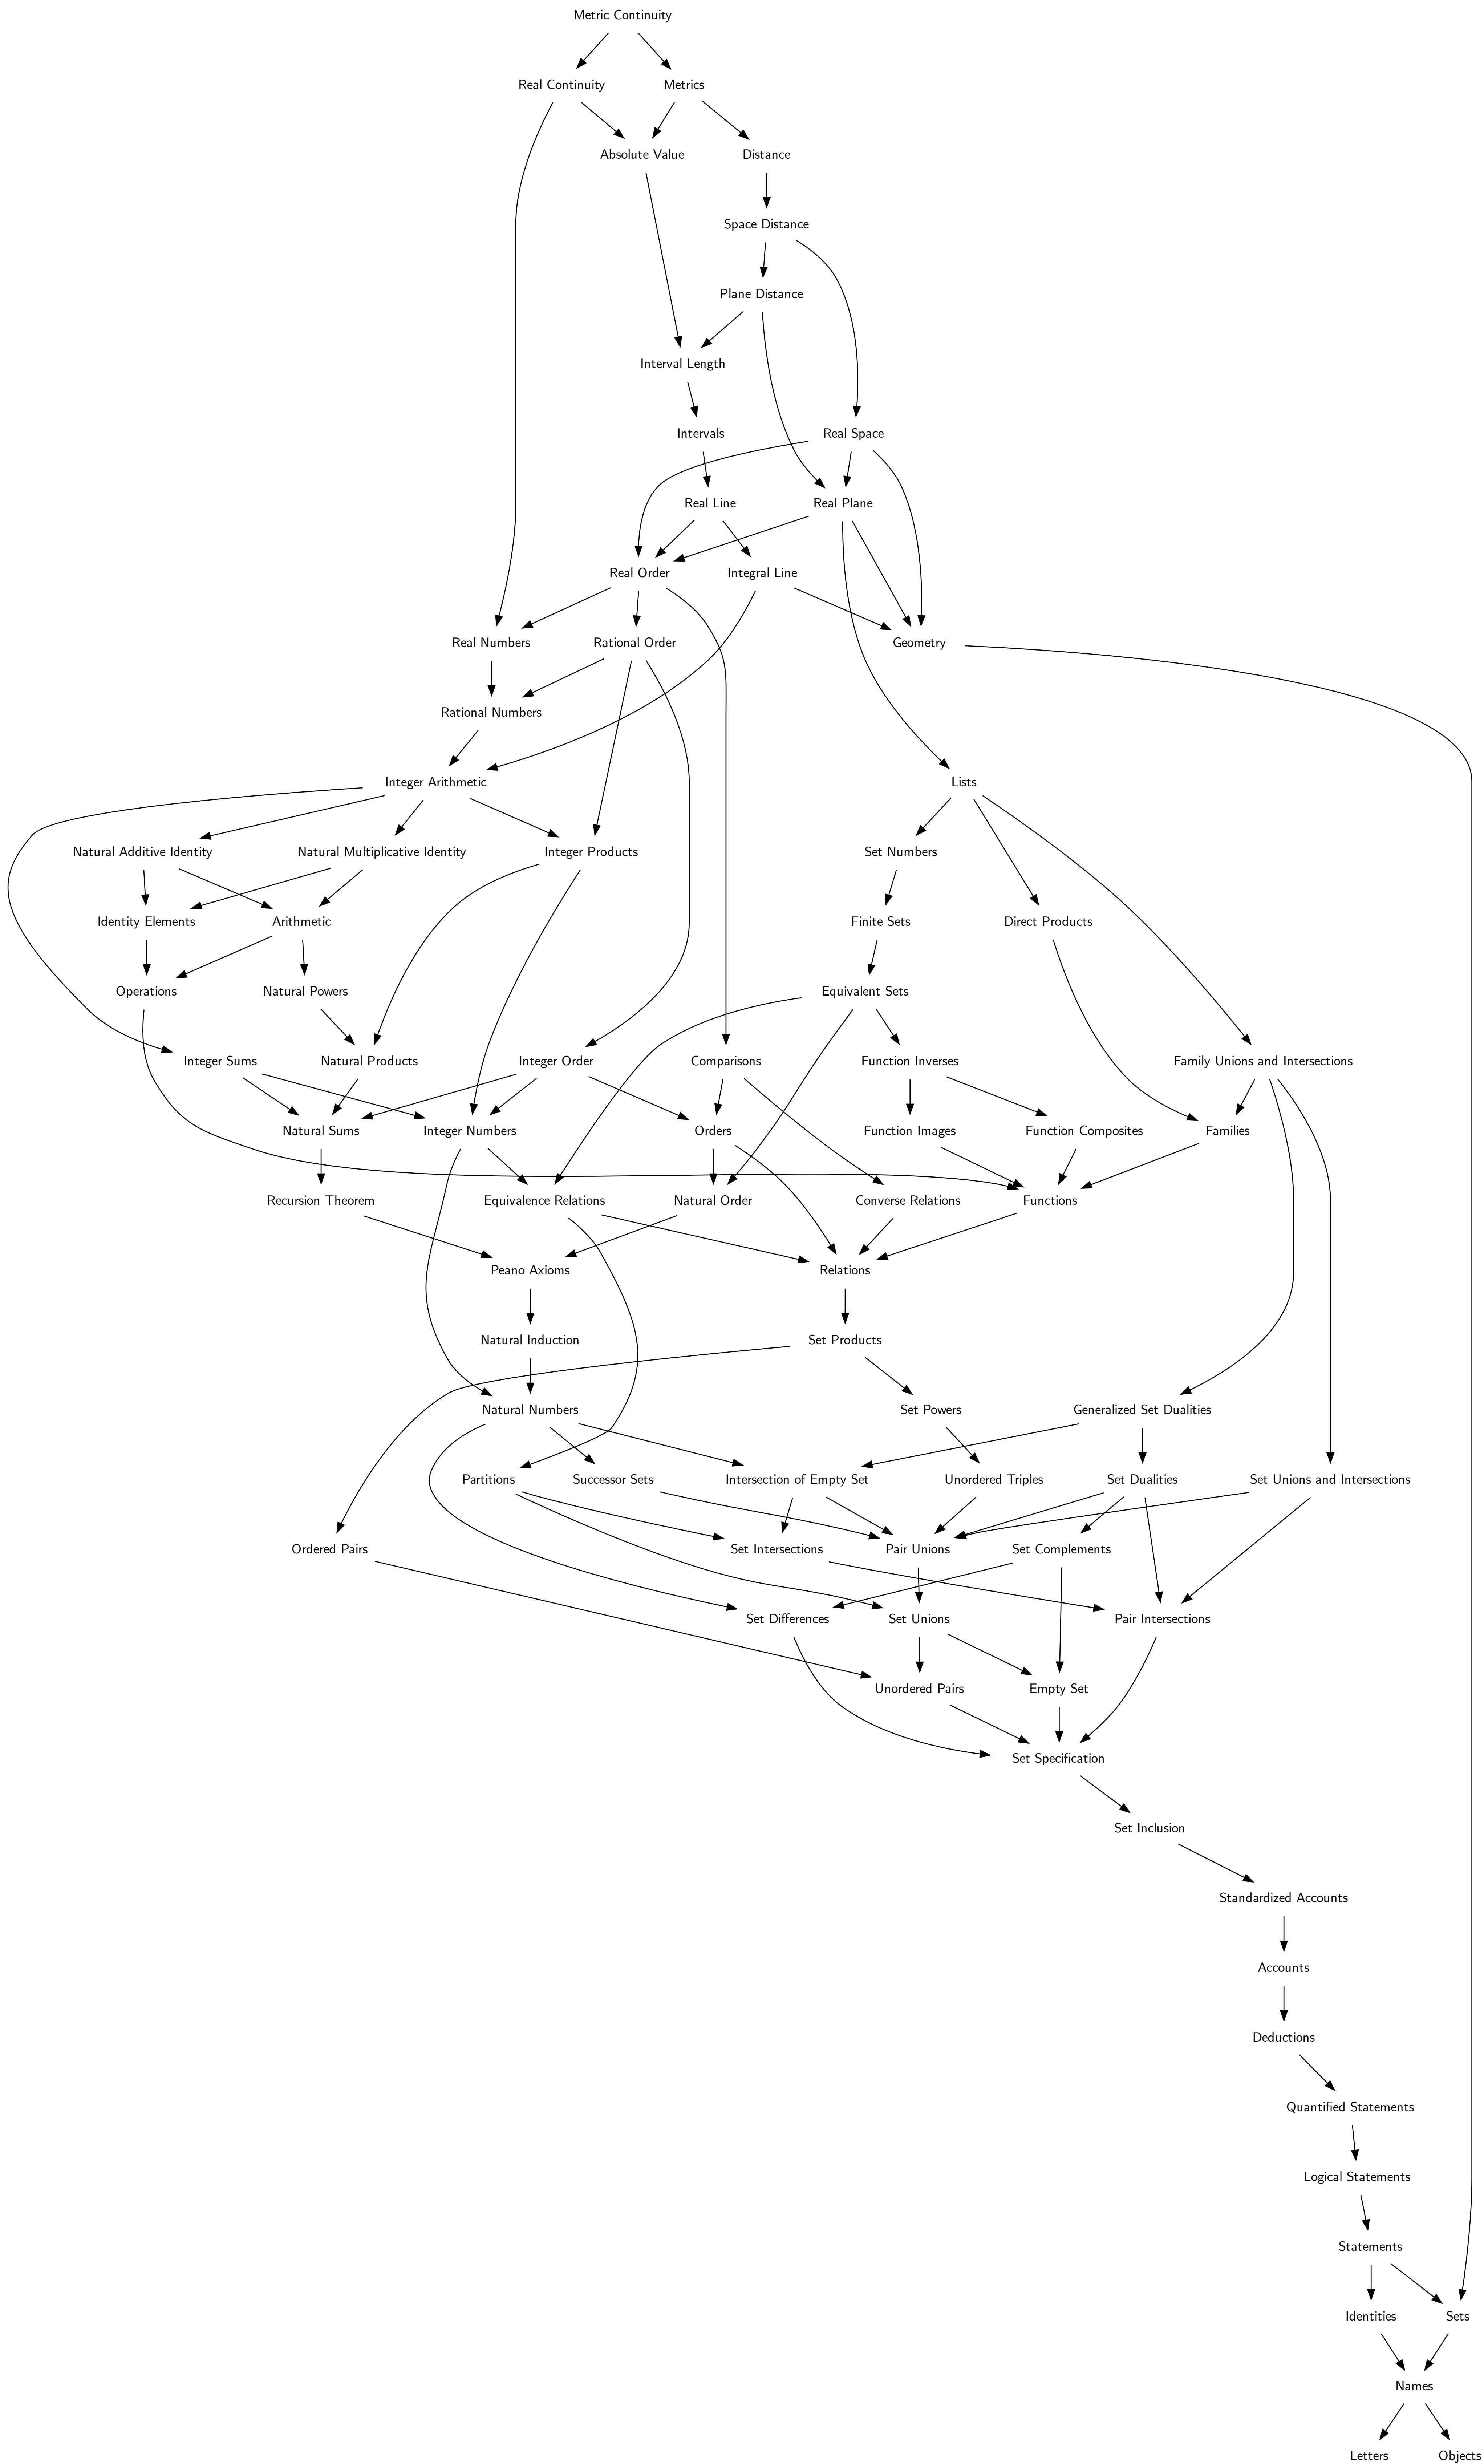 Metric Continuity
Real Continuity
Metrics
Absolute Value
Distance
Space Distance
Plane Distance
Interval Length
Intervals
Real Space
Real Line
Real Plane
Real Order
Integral Line
Real Numbers
Rational Order
Geometry
Rational Numbers
Integer Arithmetic
Lists
Natural Additive Identity
Natural Multiplicative Identity
Integer Products
Set Numbers
Identity Elements
Arithmetic
Finite Sets
Direct Products
Operations
Natural Powers
Equivalent Sets
Integer Sums
Natural Products
Integer Order
Comparisons
Function Inverses
Family Unions and Intersections
Natural Sums
Integer Numbers
Orders
Function Images
Function Composites
Families
Recursion Theorem
Equivalence Relations
Natural Order
Converse Relations
Functions
Peano Axioms
Relations
Natural Induction
Set Products
Natural Numbers
Set Powers
Generalized Set Dualities
Partitions
Successor Sets
Intersection of Empty Set
Unordered Triples
Set Dualities
Set Unions and Intersections
Ordered Pairs
Set Intersections
Pair Unions
Set Complements
Set Differences
Set Unions
Pair Intersections
Unordered Pairs
Empty Set
Set Specification
Set Inclusion
Standardized Accounts
Accounts
Deductions
Quantified Statements
Logical Statements
Statements
Identities
Sets
Names
Letters
Objects